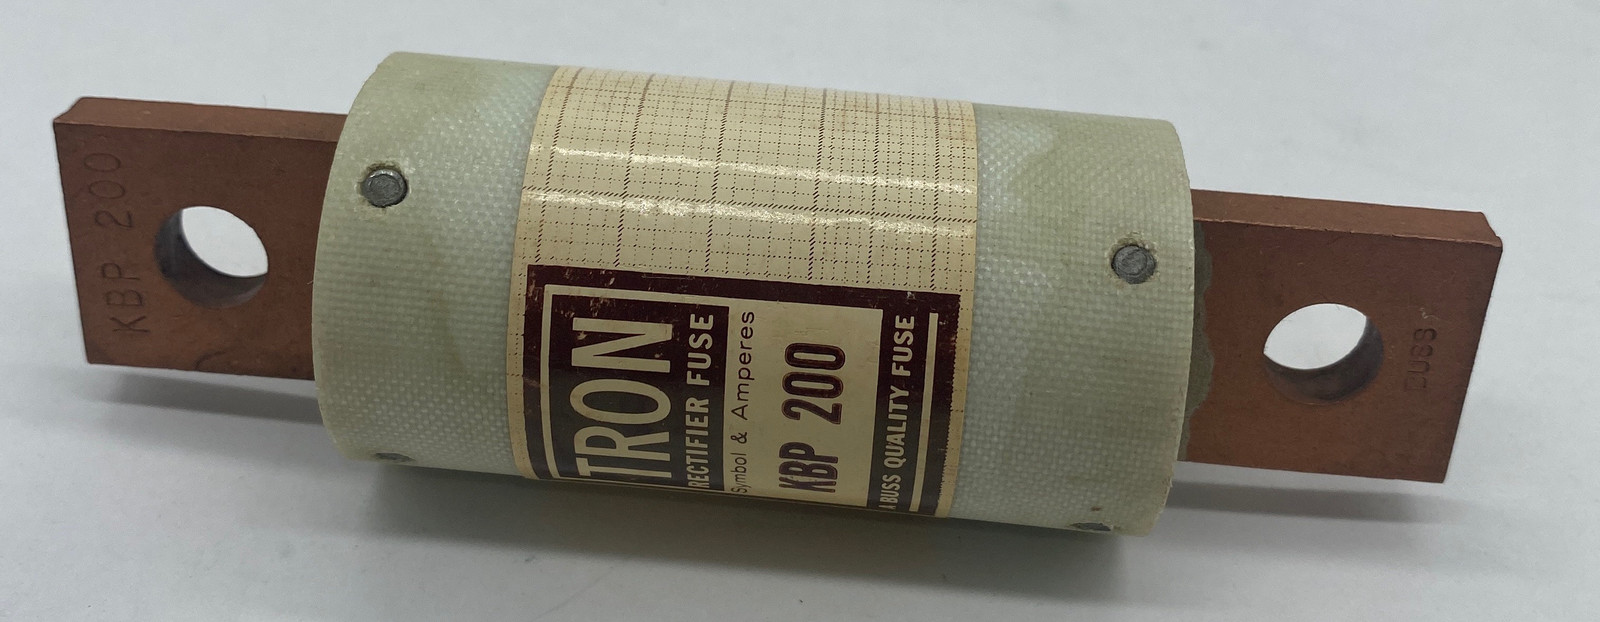 KBP 200
TRON
RECTIFIER FUSE
Symbol & Amperes
KBP 200
A BUSS QUALITY FUSE
BUSS